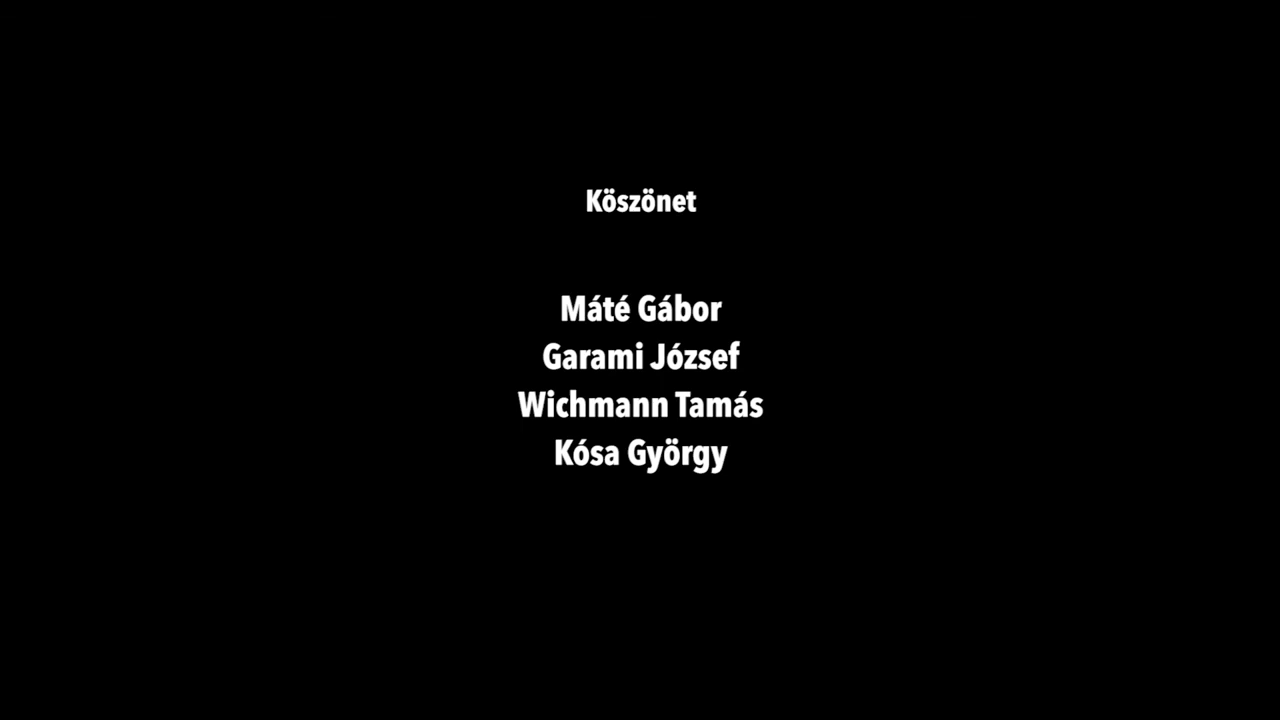 Köszönet
Máté Gábor
Garami József
Wichmann Tamás
Kósa György